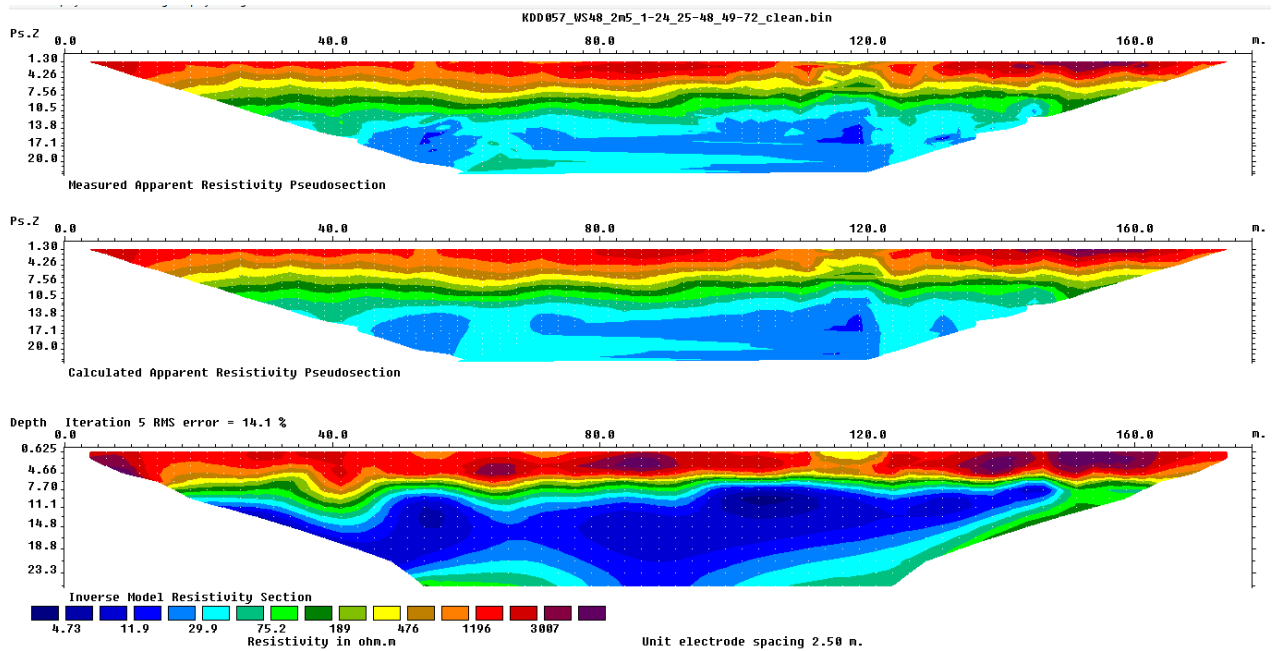 KDD057_WS48_2m5_1-24_25-48_49-72_clean.bin
Ps.Z
0.0 40.0 80.0 120.0 160.0 m.
1.30
4.26
7.56
10.5
13.8
17.1
20.0
Measured Apparent Resistivity Pseudosection
Ps.Z
0.0 40.0 80.0 120.0 160.0 m.
1.30
4.26
7.56
10.5
13.8
17.1
20.0
Calculated Apparent Resistivity Pseudosection
Depth Iteration 5 RMS error = 14.1 %
0.0 40.0 80.0 120.0 160.0 m.
0.625
4.66
7.70
11.1
14.8
18.8
23.3
Inverse Model Resistivity Section
4.73 11.9 29.9 75.2 189 476 1196 3007
Resistivity in ohm.m Unit electrode spacing 2.50 m.